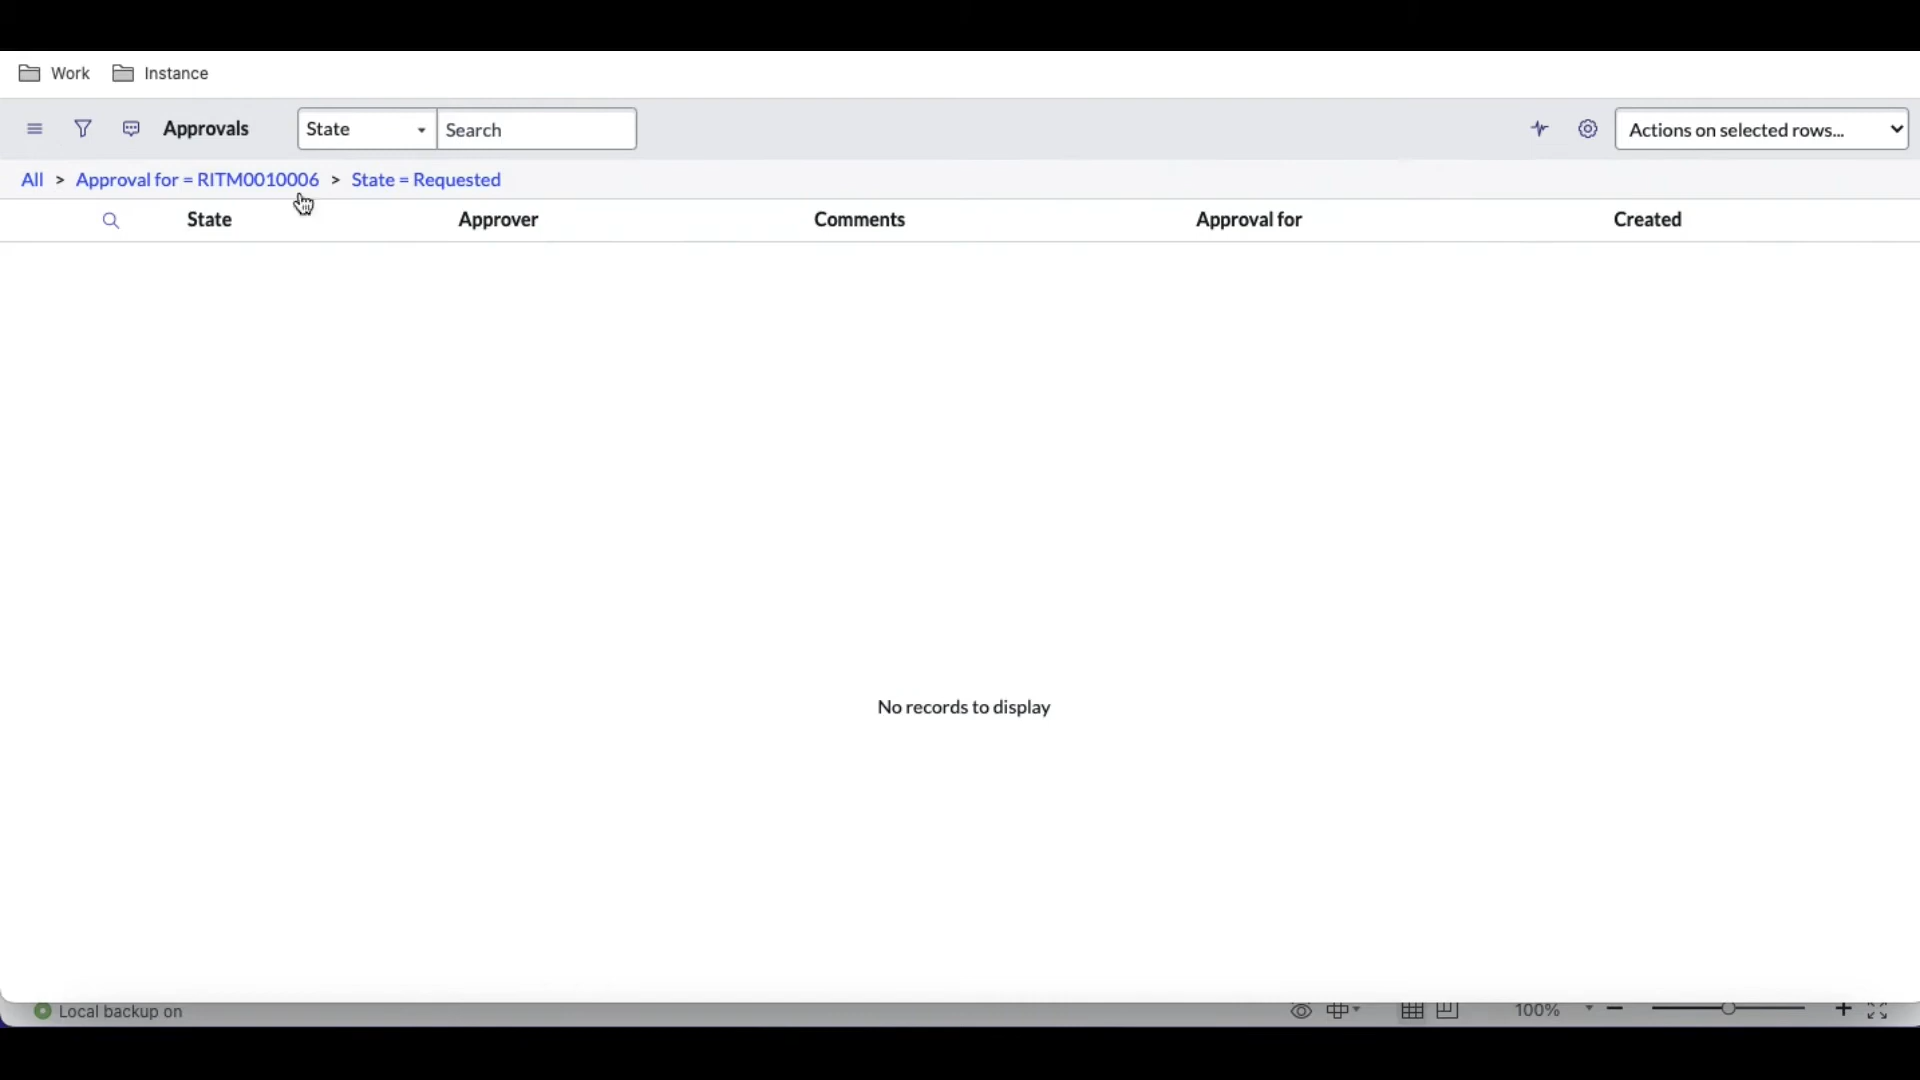 Work Instance
Approvals State Search Actions on selected rows...
All > Approval for = RITM0010006 > State = Requested
State Approver Comments Approval for Created
No records to display
Local backup on 100%